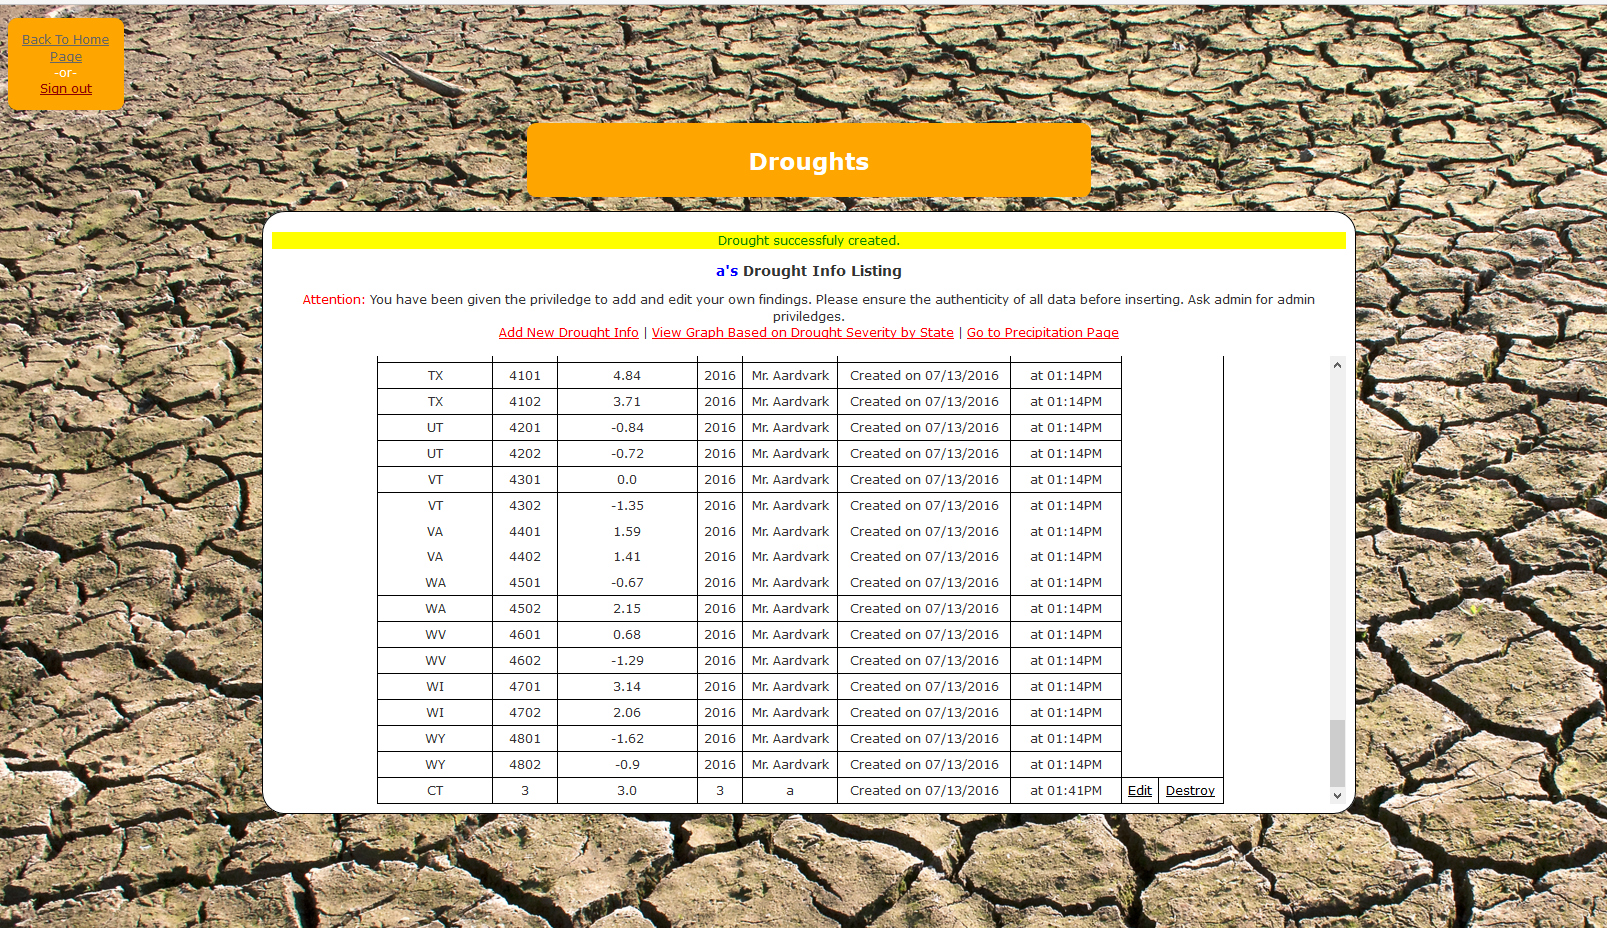 Back To Home
Page
-or-
Sign out
Droughts
Drought successfuly created.
a's Drought Info Listing
Attention: You have been given the priviledge to add and edit your own findings. Please ensure the authenticity of all data before inserting. Ask admin for admin
priviledges.
Add New Drought Info | View Graph Based on Drought Severity by State | Go to Precipitation Page
TX 4101 4.84 2016 Mr. Aardvark Created on 07/13/2016 at 01:14PM
TX 4102 3.71 2016 Mr. Aardvark Created on 07/13/2016 at 01:14PM
UT 4201 -0.84 2016 Mr. Aardvark Created on 07/13/2016 at 01:14PM
UT 4202 -0.72 2016 Mr. Aardvark Created on 07/13/2016 at 01:14PM
VT 4301 0.0 2016 Mr. Aardvark Created on 07/13/2016 at 01:14PM
VT 4302 -1.35 2016 Mr. Aardvark Created on 07/13/2016 at 01:14PM
VA 4401 1.59 2016 Mr. Aardvark Created on 07/13/2016 at 01:14PM
VA 4402 1.41 2016 Mr. Aardvark Created on 07/13/2016 at 01:14PM
WA 4501 -0.67 2016 Mr. Aardvark Created on 07/13/2016 at 01:14PM
WA 4502 2.15 2016 Mr. Aardvark Created on 07/13/2016 at 01:14PM
WV 4601 0.68 2016 Mr. Aardvark Created on 07/13/2016 at 01:14PM
WV 4602 -1.29 2016 Mr. Aardvark Created on 07/13/2016 at 01:14PM
WI 4701 3.14 2016 Mr. Aardvark Created on 07/13/2016 at 01:14PM
WI 4702 2.06 2016 Mr. Aardvark Created on 07/13/2016 at 01:14PM
WY 4801 -1.62 2016 Mr. Aardvark Created on 07/13/2016 at 01:14PM
WY 4802 -0.9 2016 Mr. Aardvark Created on 07/13/2016 at 01:14PM
CT 3 3.0 3 a Created on 07/13/2016 at 01:41PM Edit Destroy